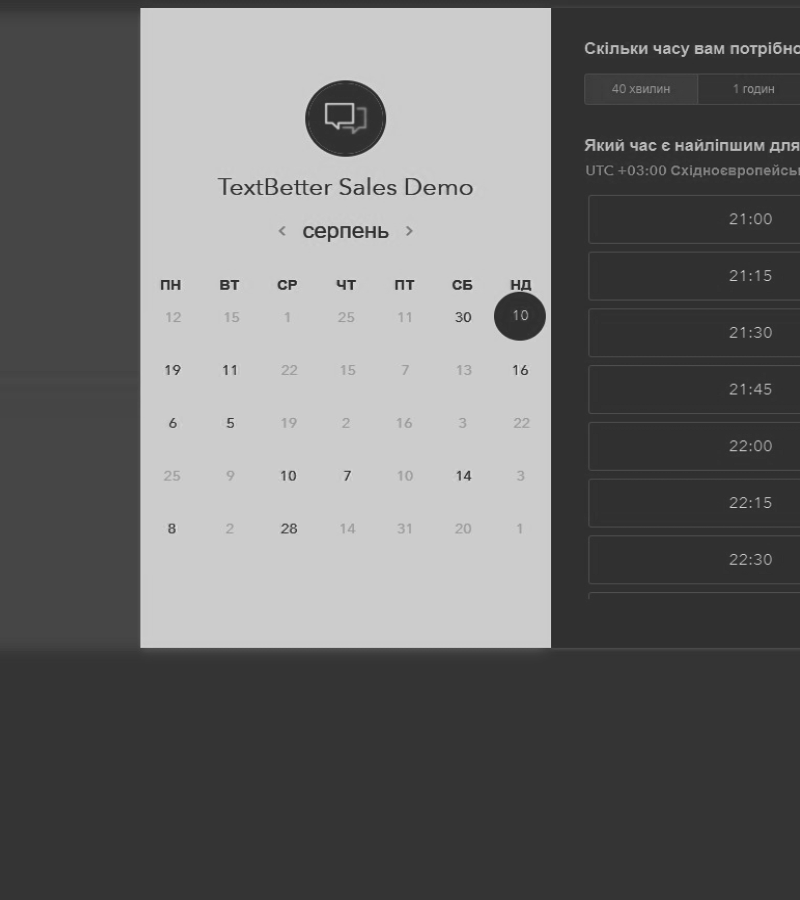 TextBetter Sales Demo
< серпень >
ПН ВТ СР ЧТ ПТ СБ НД
12 15 1 25 11 30 10
19 11 22 15 7 13 16
6 5 19 2 16 3 22
25 9 10 7 10 14 3
8 2 28 14 31 20 1
Скільки часу вам потрібно
40 хвилин 1 годин
Який час є найліпшим для
UTC +03:00 Східноєвропейсь
21:00
21:15
21:30
21:45
22:00
22:15
22:30